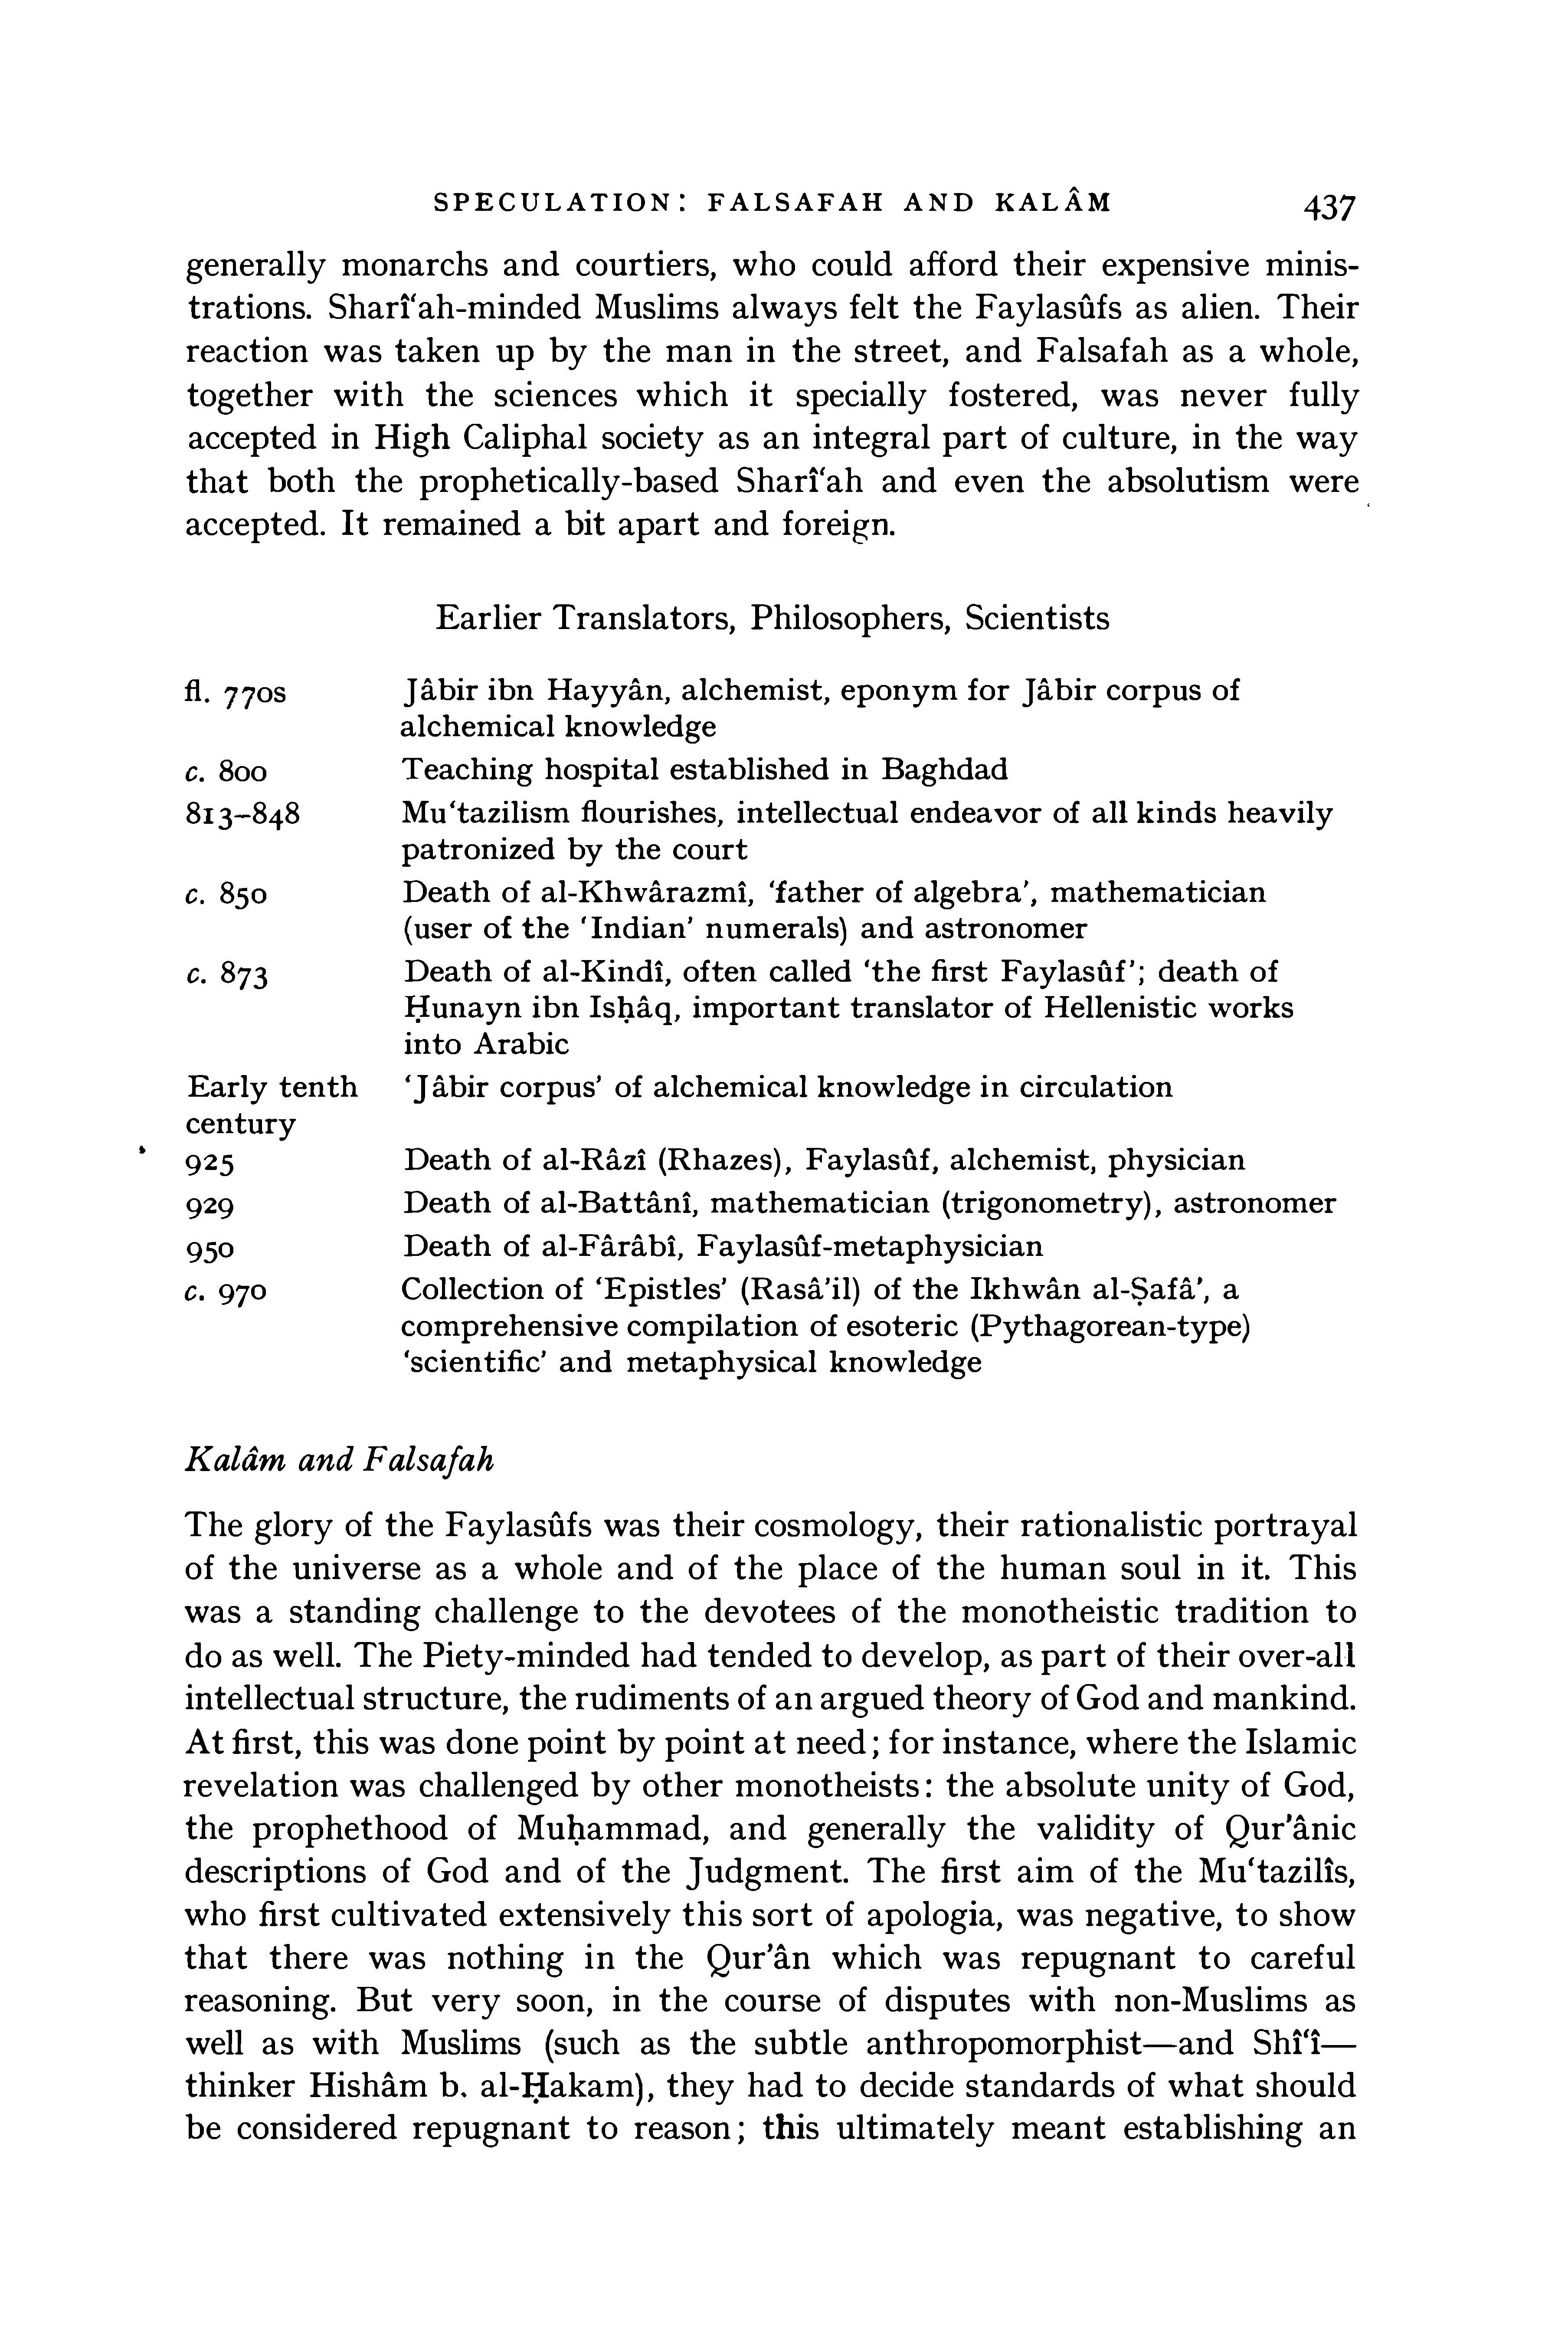 SPECULATION: FALSAFAH AND KALÂM 437
generally monarchs and courtiers, who could afford their expensive minis-
trations. Sharî‘ah-minded Muslims always felt the Faylasûfs as alien. Their
reaction was taken up by the man in the street, and Falsafah as a whole,
together with the sciences which it specially fostered, was never fully
accepted in High Caliphal society as an integral part of culture, in the way
that both the prophetically-based Sharî‘ah and even the absolutism were
accepted. It remained a bit apart and foreign.
Earlier Translators, Philosophers, Scientists
fl. 770s Jâbir ibn Hayyân, alchemist, eponym for Jâbir corpus of
alchemical knowledge
c. 800 Teaching hospital established in Baghdad
813–848 Mu‘tazilism flourishes, intellectual endeavor of all kinds heavily
patronized by the court
c. 850 Death of al-Khwârazmî, ‘father of algebra’, mathematician
(user of the ‘Indian’ numerals) and astronomer
c. 873 Death of al-Kindî, often called ‘the first Faylasûf’; death of
Ḥunayn ibn Isḥâq, important translator of Hellenistic works
into Arabic
Early tenth ‘Jâbir corpus’ of alchemical knowledge in circulation
century
925 Death of al-Râzî (Rhazes), Faylasûf, alchemist, physician
929 Death of al-Battânî, mathematician (trigonometry), astronomer
950 Death of al-Fârâbî, Faylasûf-metaphysician
c. 970 Collection of ‘Epistles’ (Rasâ’il) of the Ikhwân al-Ṣafâ’, a
comprehensive compilation of esoteric (Pythagorean-type)
‘scientific’ and metaphysical knowledge
Kalâm and Falsafah
The glory of the Faylasûfs was their cosmology, their rationalistic portrayal
of the universe as a whole and of the place of the human soul in it. This
was a standing challenge to the devotees of the monotheistic tradition to
do as well. The Piety-minded had tended to develop, as part of their over-all
intellectual structure, the rudiments of an argued theory of God and mankind.
At first, this was done point by point at need; for instance, where the Islamic
revelation was challenged by other monotheists: the absolute unity of God,
the prophethood of Muḥammad, and generally the validity of Qur’ânic
descriptions of God and of the Judgment. The first aim of the Mu‘tazilîs,
who first cultivated extensively this sort of apologia, was negative, to show
that there was nothing in the Qur’ân which was repugnant to careful
reasoning. But very soon, in the course of disputes with non-Muslims as
well as with Muslims (such as the subtle anthropomorphist—and Shî‘î—
thinker Hishâm b. al-Ḥakam), they had to decide standards of what should
be considered repugnant to reason; this ultimately meant establishing an